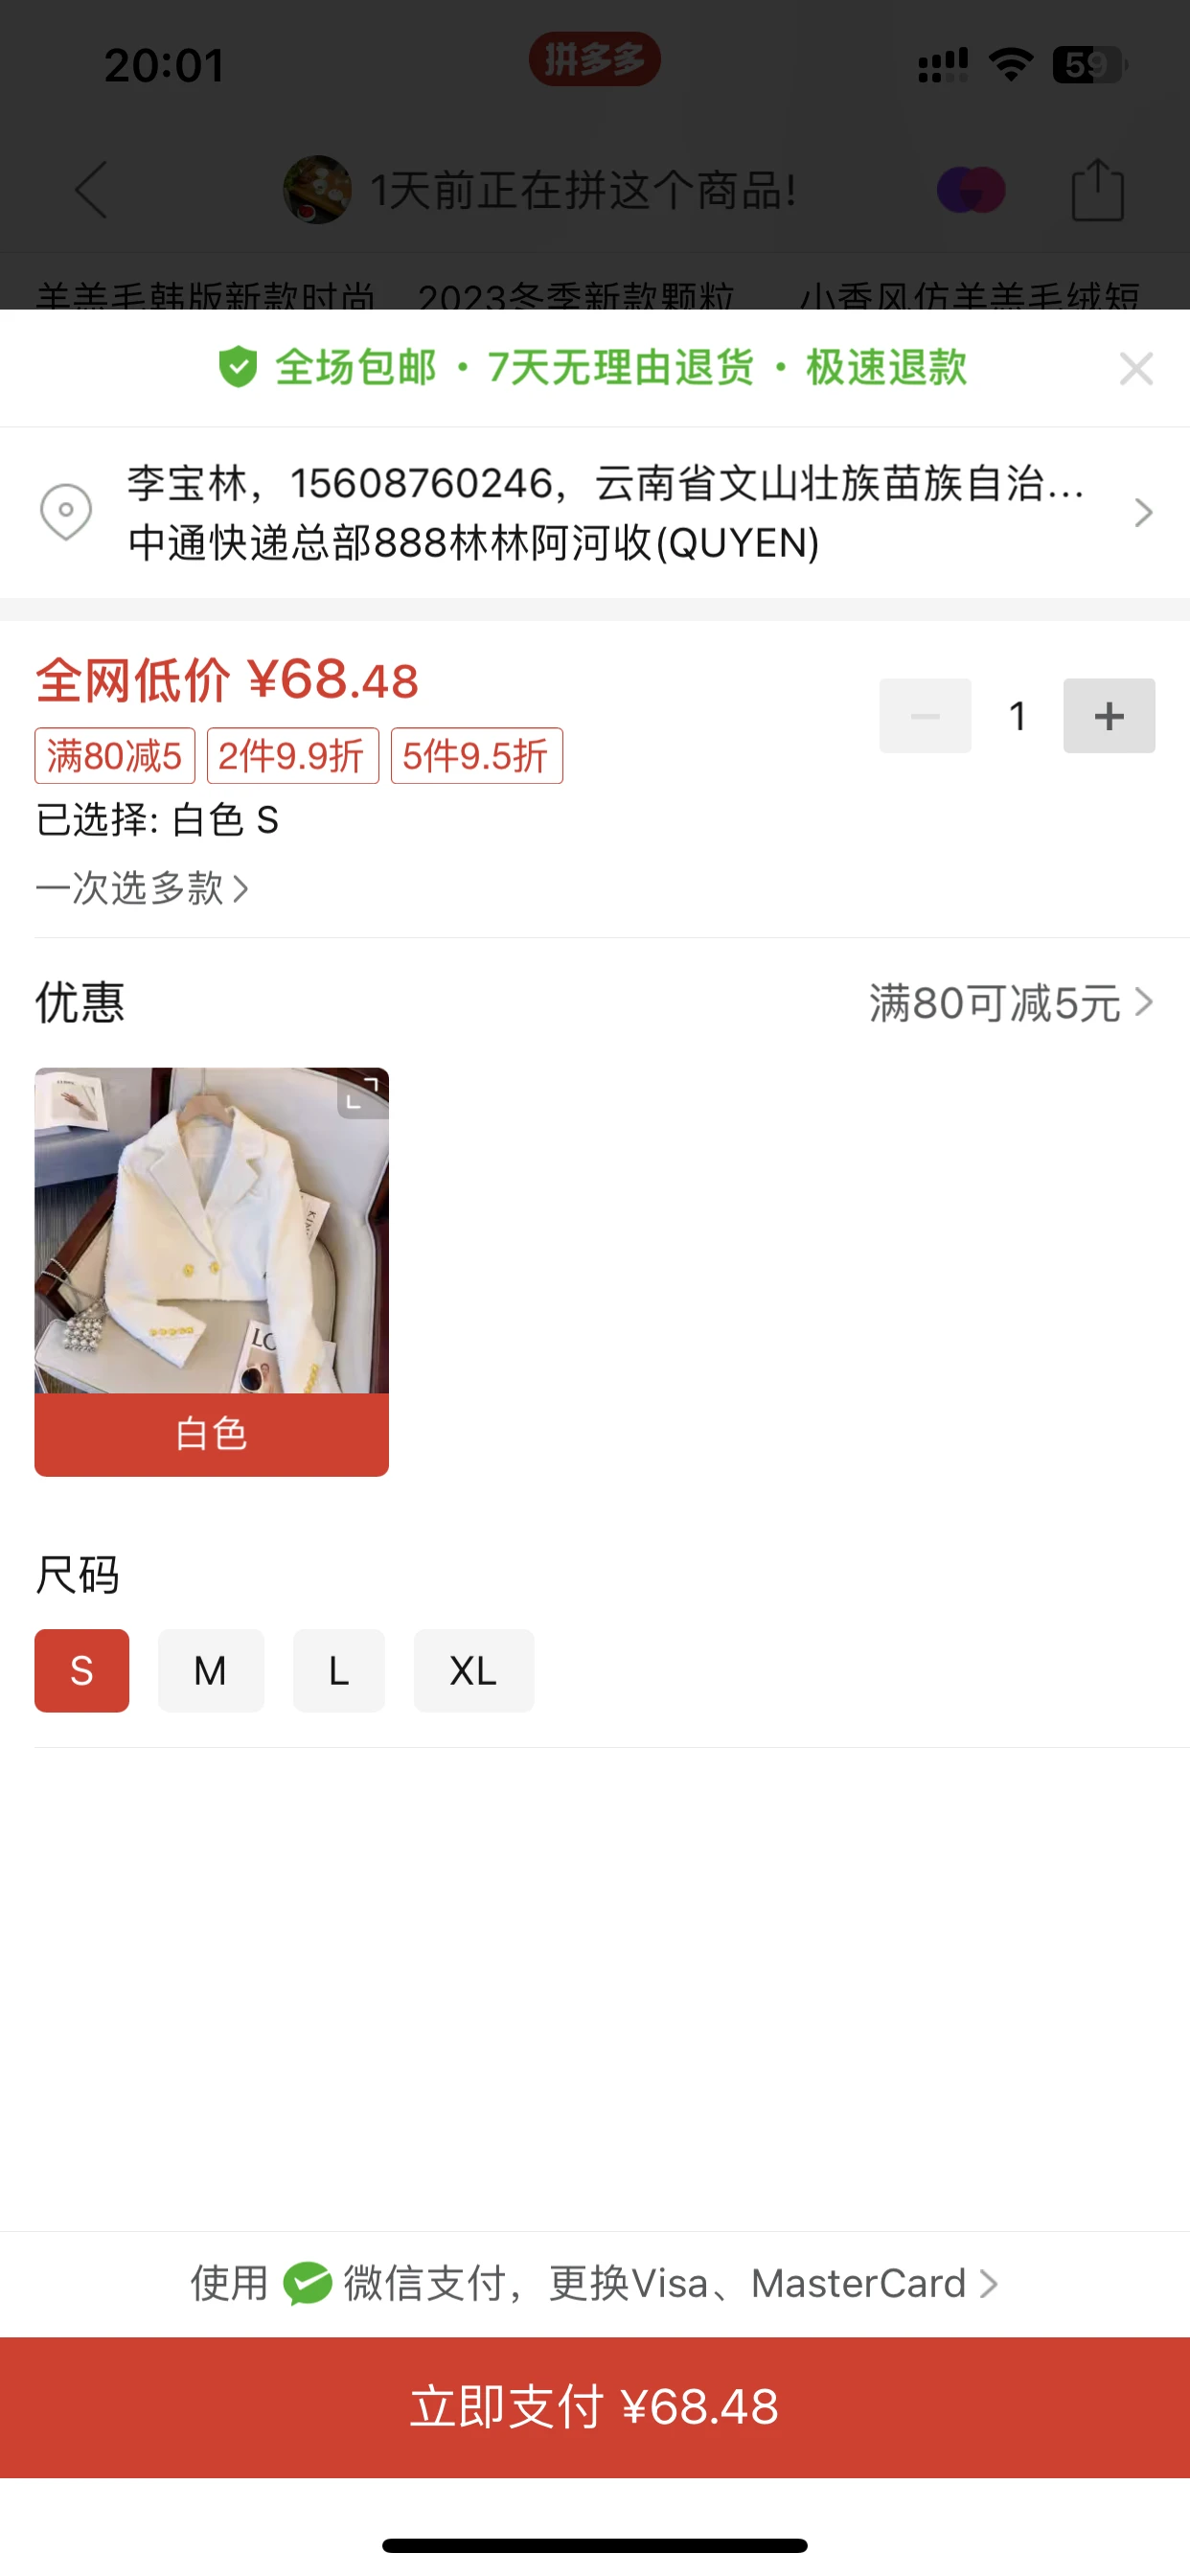 20:01
拼多多
59
1天前正在拼这个商品!
羊羔毛韩版新款时尚 2023冬季新款颗粒 小香风仿羊羔毛绒短
全场包邮・7天无理由退货・极速退款
李宝林，15608760246，云南省文山壮族苗族自治...
中通快递总部888林林阿河收(QUYEN)
全网低价 ¥68.48
1
满80减5 2件9.9折 5件9.5折
已选择: 白色 S
一次选多款
优惠 满80可减5元
LO
白色
尺码
S M L XL
使用 微信支付，更换Visa、MasterCard
立即支付 ¥68.48